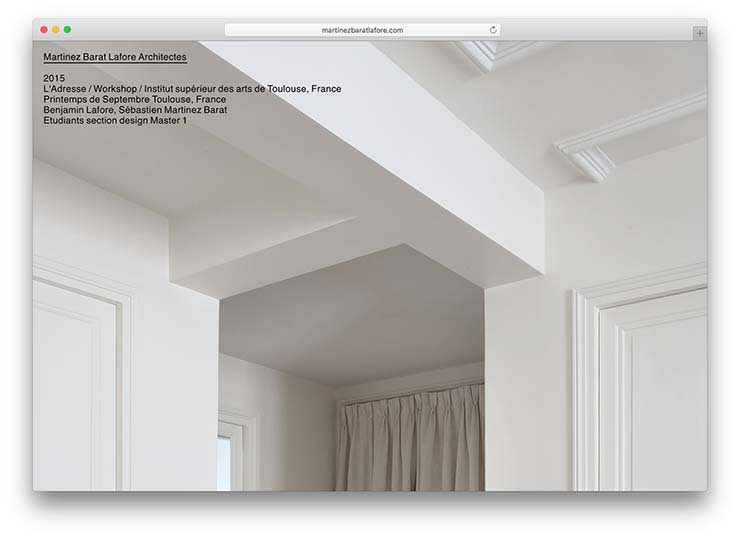 martinezbaratlafore.com
Martinez Barat Lafore Architectes
2015
L'Adresse / Workshop / Institut supérieur des arts de Toulouse, France
Printemps de Septembre Toulouse, France
Benjamin Lafore, Sébastien Martinez Barat
Etudiants section design Master 1